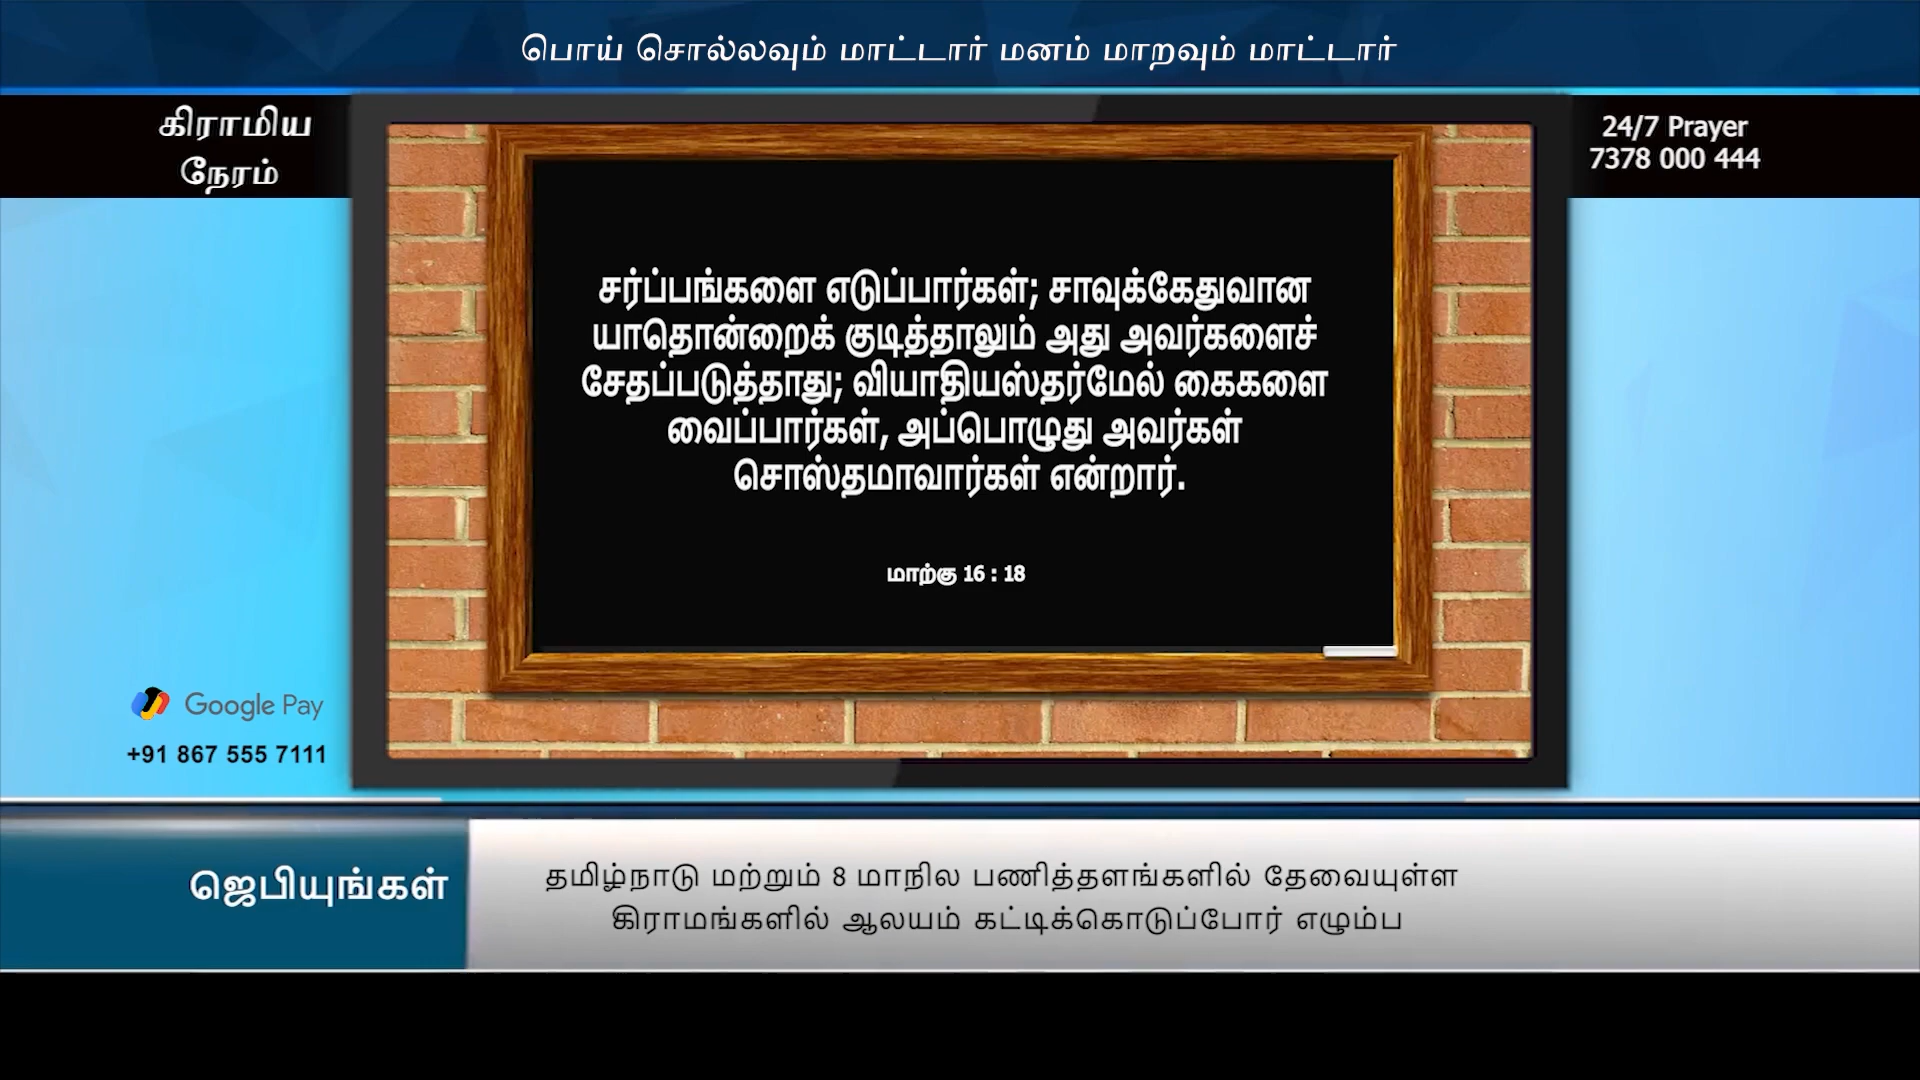 பொய் சொல்லவும் மாட்டார் மனம் மாறவும் மாட்டார்
கிராமிய
நேரம்
24/7 Prayer
7378 000 444
சர்ப்பங்களை எடுப்பார்கள்; சாவுக்கேதுவான
யாதொன்றைக் குடித்தாலும் அது அவர்களைச்
சேதப்படுத்தாது; வியாதியஸ்தர்மேல் கைகளை
வைப்பார்கள், அப்பொழுது அவர்கள்
சொஸ்தமாவார்கள் என்றார்.
மாற்கு 16 : 18
Google Pay
+91 867 555 7111
ஜெபியுங்கள்
தமிழ்நாடு மற்றும் 8 மாநில பணித்தளங்களில் தேவையுள்ள
கிராமங்களில் ஆலயம் கட்டிக்கொடுப்போர் எழும்ப